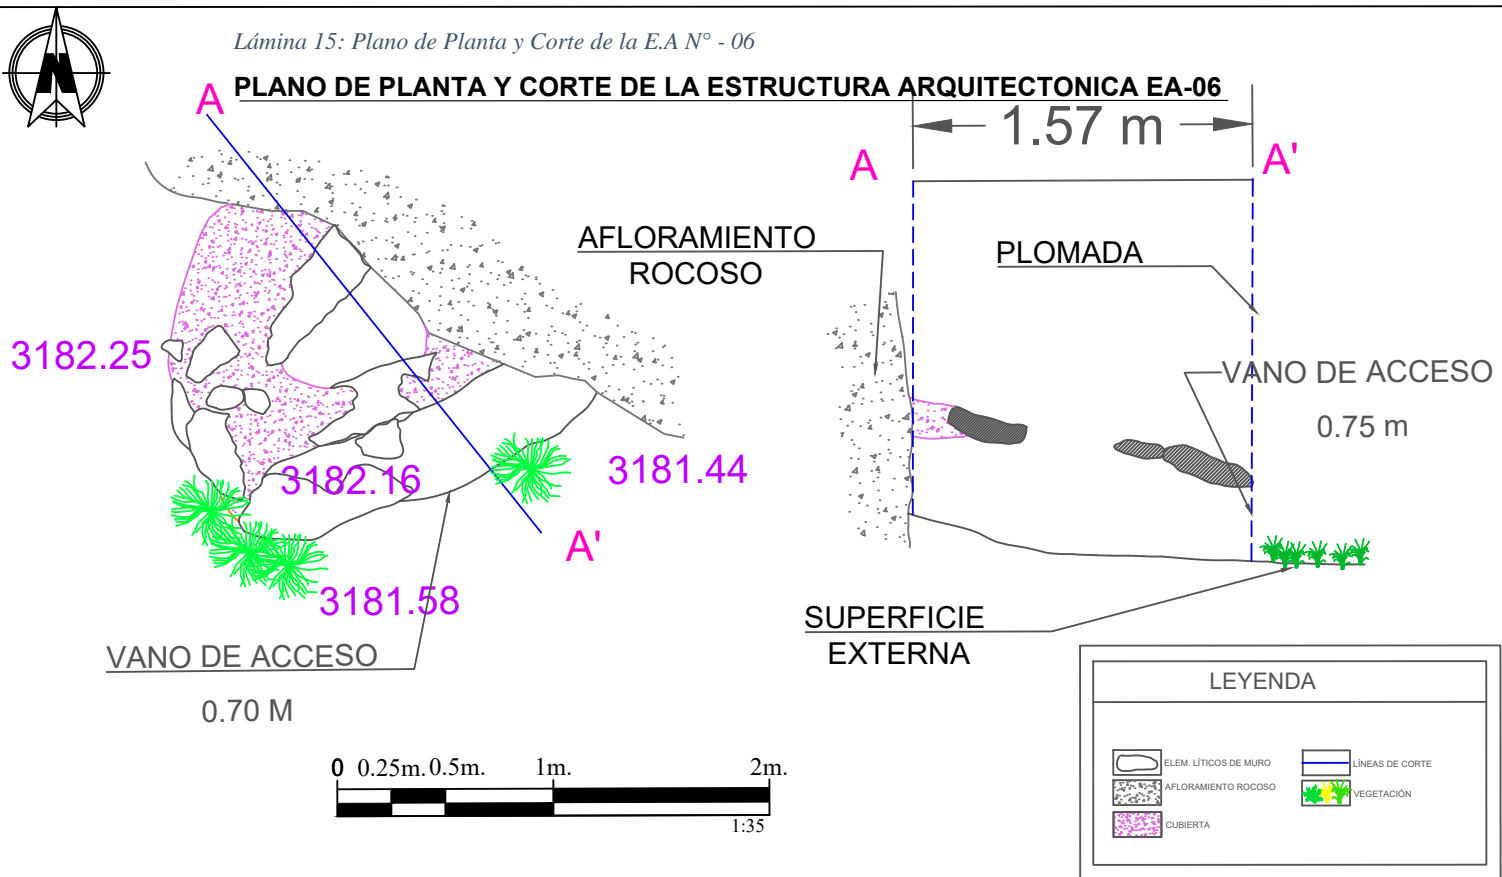 Lámina 15: Plano de Planta y Corte de la E.A N° - 06
PLANO DE PLANTA Y CORTE DE LA ESTRUCTURA ARQUITECTONICA EA-06
N
A
1.57 m
A
A'
AFLORAMIENTO
ROCOSO
PLOMADA
3182.25
VANO DE ACCESO
0.75 m
3182.16
3181.44
A'
3181.58
SUPERFICIE
EXTERNA
VANO DE ACCESO
0.70 M
0 0.25m. 0.5m. 1m. 2m.
1:35
LEYENDA
ELEM. LÍTICOS DE MURO
LÍNEAS DE CORTE
AFLORAMIENTO ROCOSO
VEGETACIÓN
CUBIERTA